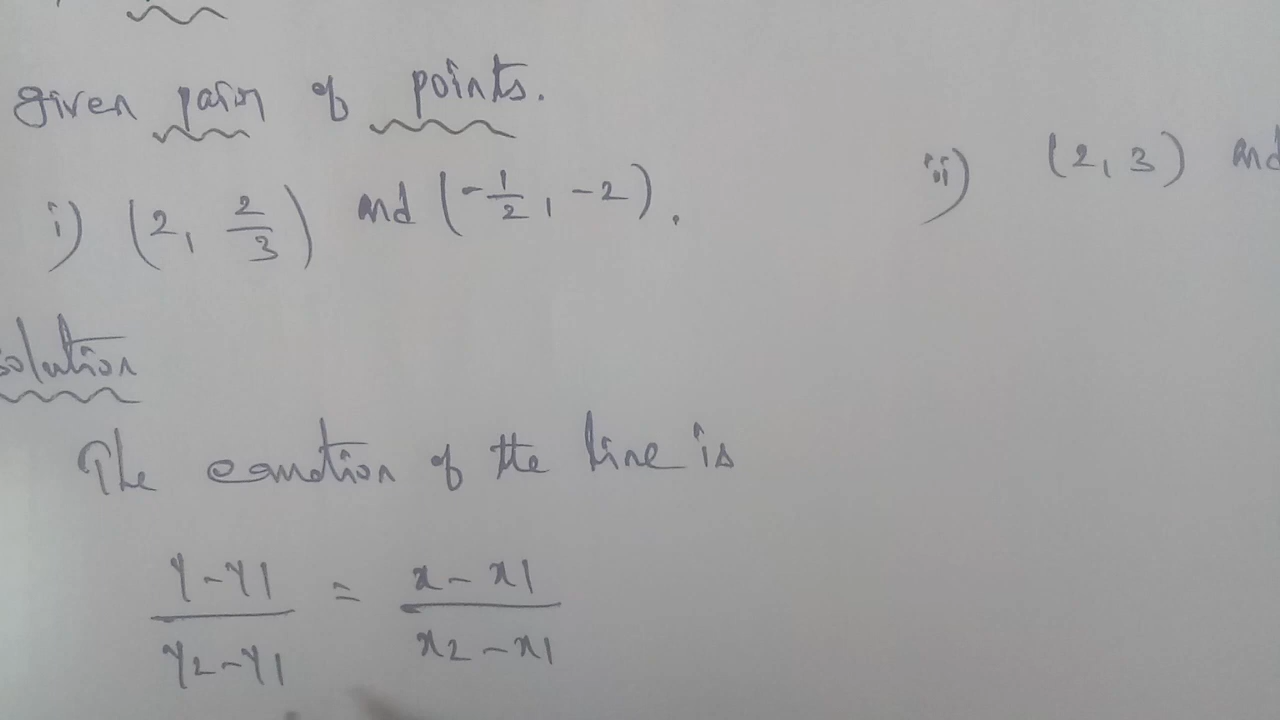 given pair of points.
i) (2, 2/3) and (-1/2, -2).
ii) (2, 3) and
solution
The equation of the line is
y-y1/y2-y1 = x-x1/x2-x1